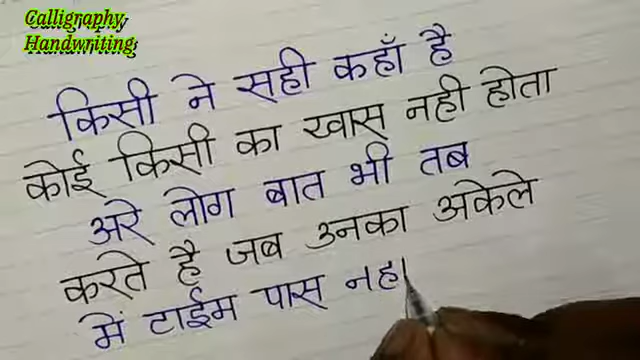 Calligraphy
Handwriting
किसी ने सही कहाँ है
कोई किसी का खास नही होता
अरे लोग बात भी तब
करते है जब उनका अकेले
में टाईम पास नह